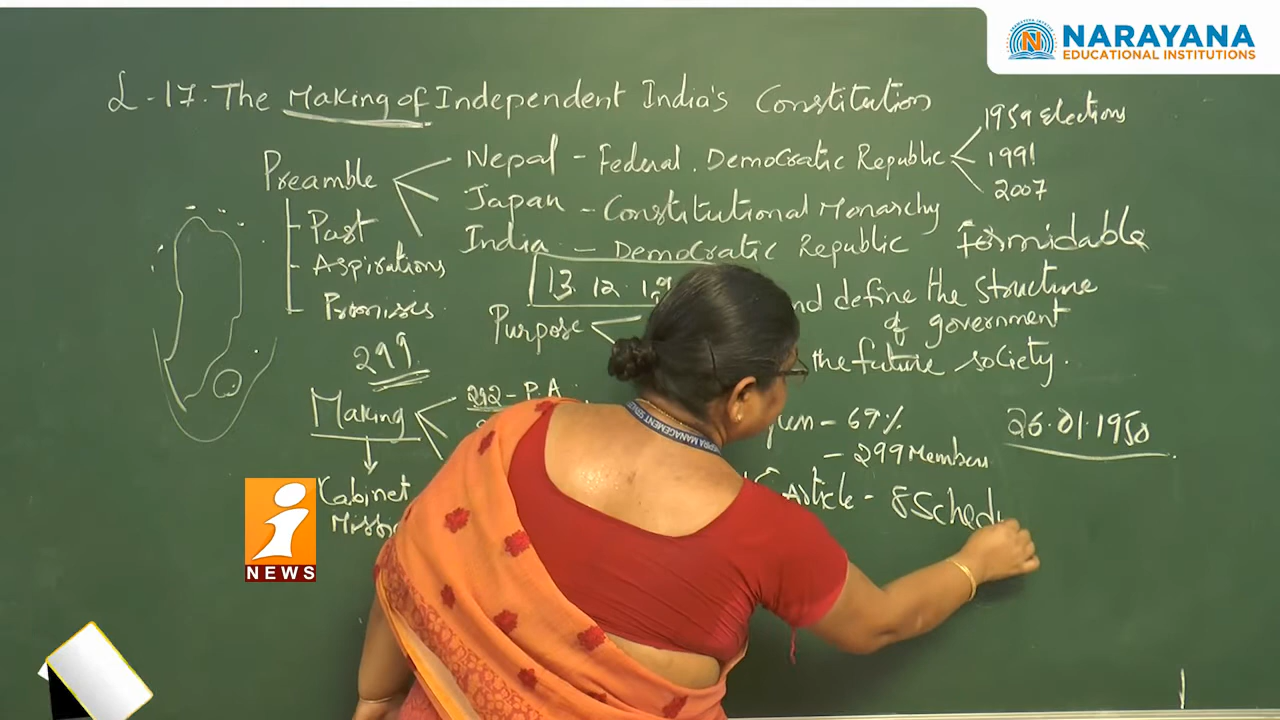 NARAYANA
EDUCATIONAL INSTITUTIONS
L-17. The Making of Independent India's Constitution
Preamble
Nepal - Federal. Democratic Republic
1959 Elections
1991
2007
Japan - Constitutional Monarchy
India - Democratic Republic
formidable
- Past
- Aspirations
- Promises
13. 12. 19
Purpose
nd define the structure
of government
the future society.
299
Making
292 - P.A.
- 69%
- 299 Members
26.01.1950
Cabinet
Article - 8 Sched
i
NEWS